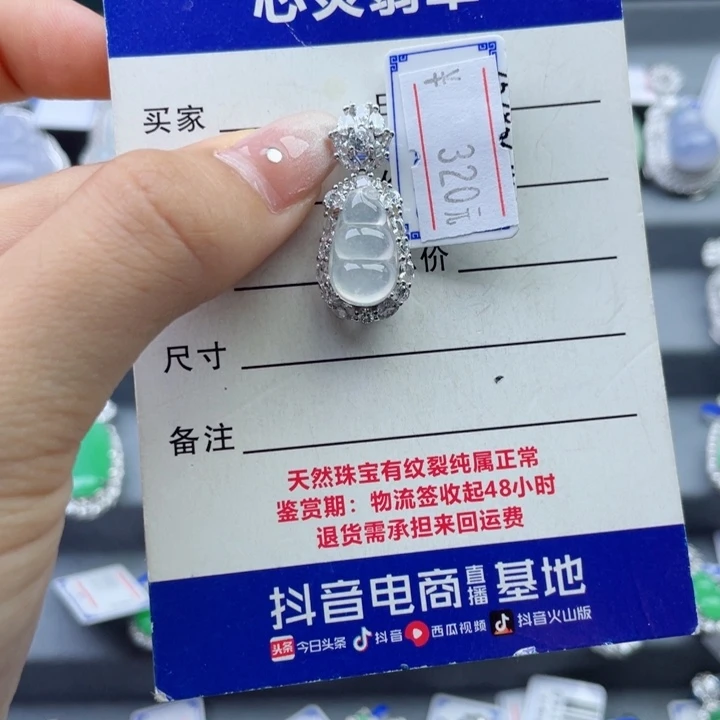 买家
¥ 320元
价
尺寸
备注
天然珠宝有纹裂纯属正常
鉴赏期：物流签收起48小时
退货需承担来回运费
抖音电商直播基地
头条 今日头条 抖音 西瓜视频 抖音火山版